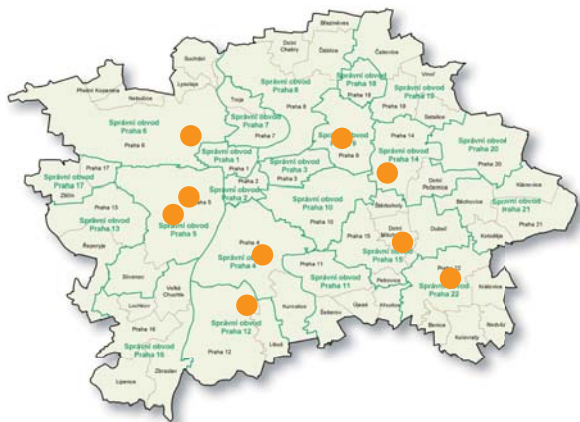 Březiněves
Dolní
Chabry
Ďáblice
Čakovice
Suchdol
Lysolaje
Přední Kopanina
Nebušice
Správní obvod
Praha 8
Praha 8
Troja
Správní obvod
Praha 18
Praha 18
Vinoř
Správní obvod
Praha 19
Praha 19
Satalice
Správní obvod
Praha 6
Praha 6
Správní obvod
Praha 7
Praha 7
Správní obvod
Praha 9
Praha 14
Správní obvod
Praha 14
Správní obvod
Praha 20
Praha 20
Správní obvod
Praha 1
Praha 1
Praha 2
Správní obvod
Praha 2
Správní obvod
Praha 3
Praha 3
Praha 17
Správní obvod
Praha 17
Zličín
Praha 13
Správní obvod
Praha 13
Řeporyje
Praha 5
Správní obvod
Praha 5
Slivenec
Velká
Chuchle
Lochkov
Správní obvod
Praha 10
Praha 10
Dolní
Počernice
Klánovice
Běchovice
Správní obvod
Praha 21
Praha 21
Koloděje
Štěrboholy
Dolní
Praha 15
Správní obvod
Praha 15
Dubeč
Petrovice
Praha 4
Správní obvod
Praha 4
Praha 11
Správní obvod
Praha 11
Kunratice
Šeberov
Újezd
Křeslice
Správní obvod
Praha 22
Královice
Nedvězí
Benice
Kolovraty
Správní obvod
Praha 12
Praha 12
Libuš
Praha 16
Správní obvod
Praha 16
Zbraslav
Lipence